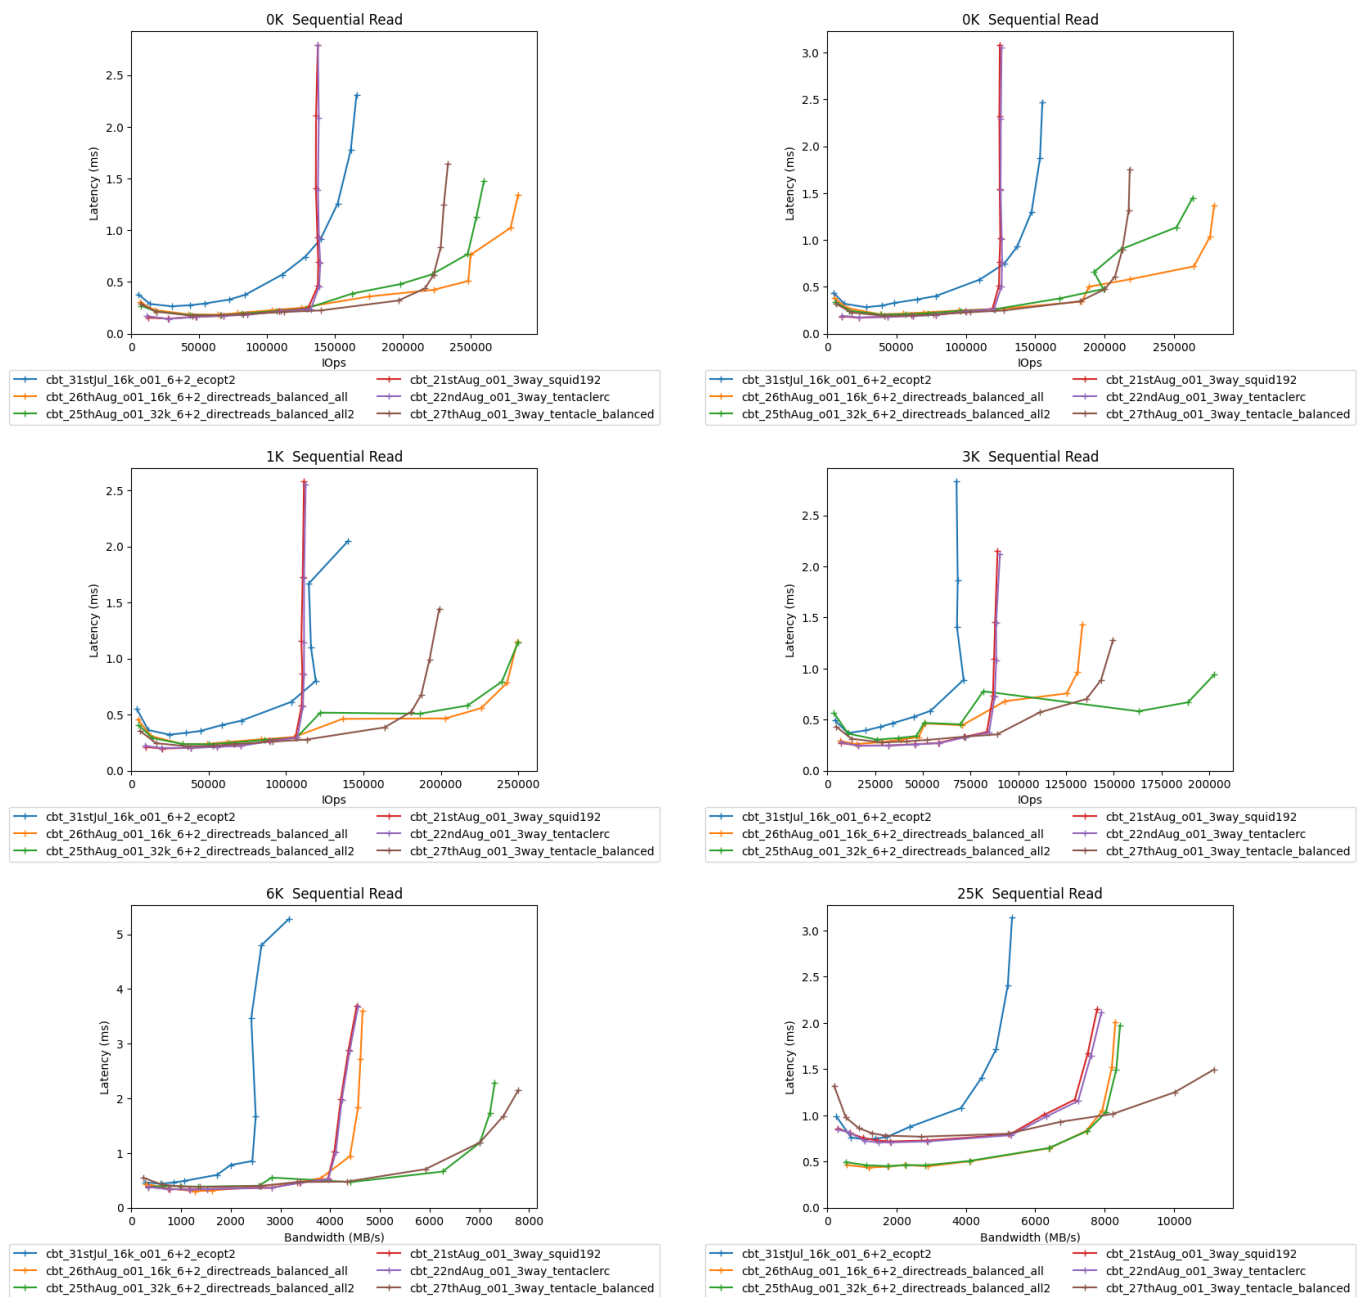 0K  Sequential Read
Latency (ms)
2.5
2.0
1.5
1.0
0.5
0.0
0 50000 100000 150000 200000 250000
IOps
cbt_31stJul_16k_o01_6+2_ecopt2 cbt_21stAug_o01_3way_squid192
cbt_26thAug_o01_16k_6+2_directreads_balanced_all cbt_22ndAug_o01_3way_tentaclerc
cbt_25thAug_o01_32k_6+2_directreads_balanced_all2 cbt_27thAug_o01_3way_tentacle_balanced
0K  Sequential Read
Latency (ms)
3.0
2.5
2.0
1.5
1.0
0.5
0.0
0 50000 100000 150000 200000 250000
IOps
cbt_31stJul_16k_o01_6+2_ecopt2 cbt_21stAug_o01_3way_squid192
cbt_26thAug_o01_16k_6+2_directreads_balanced_all cbt_22ndAug_o01_3way_tentaclerc
cbt_25thAug_o01_32k_6+2_directreads_balanced_all2 cbt_27thAug_o01_3way_tentacle_balanced
1K  Sequential Read
Latency (ms)
2.5
2.0
1.5
1.0
0.5
0.0
0 50000 100000 150000 200000 250000
IOps
cbt_31stJul_16k_o01_6+2_ecopt2 cbt_21stAug_o01_3way_squid192
cbt_26thAug_o01_16k_6+2_directreads_balanced_all cbt_22ndAug_o01_3way_tentaclerc
cbt_25thAug_o01_32k_6+2_directreads_balanced_all2 cbt_27thAug_o01_3way_tentacle_balanced
3K  Sequential Read
Latency (ms)
2.5
2.0
1.5
1.0
0.5
0.0
0 25000 50000 75000 100000 125000 150000 175000 200000
IOps
cbt_31stJul_16k_o01_6+2_ecopt2 cbt_21stAug_o01_3way_squid192
cbt_26thAug_o01_16k_6+2_directreads_balanced_all cbt_22ndAug_o01_3way_tentaclerc
cbt_25thAug_o01_32k_6+2_directreads_balanced_all2 cbt_27thAug_o01_3way_tentacle_balanced
6K  Sequential Read
Latency (ms)
5
4
3
2
1
0
0 1000 2000 3000 4000 5000 6000 7000 8000
Bandwidth (MB/s)
cbt_31stJul_16k_o01_6+2_ecopt2 cbt_21stAug_o01_3way_squid192
cbt_26thAug_o01_16k_6+2_directreads_balanced_all cbt_22ndAug_o01_3way_tentaclerc
cbt_25thAug_o01_32k_6+2_directreads_balanced_all2 cbt_27thAug_o01_3way_tentacle_balanced
25K  Sequential Read
Latency (ms)
3.0
2.5
2.0
1.5
1.0
0.5
0.0
0 2000 4000 6000 8000 10000
Bandwidth (MB/s)
cbt_31stJul_16k_o01_6+2_ecopt2 cbt_21stAug_o01_3way_squid192
cbt_26thAug_o01_16k_6+2_directreads_balanced_all cbt_22ndAug_o01_3way_tentaclerc
cbt_25thAug_o01_32k_6+2_directreads_balanced_all2 cbt_27thAug_o01_3way_tentacle_balanced